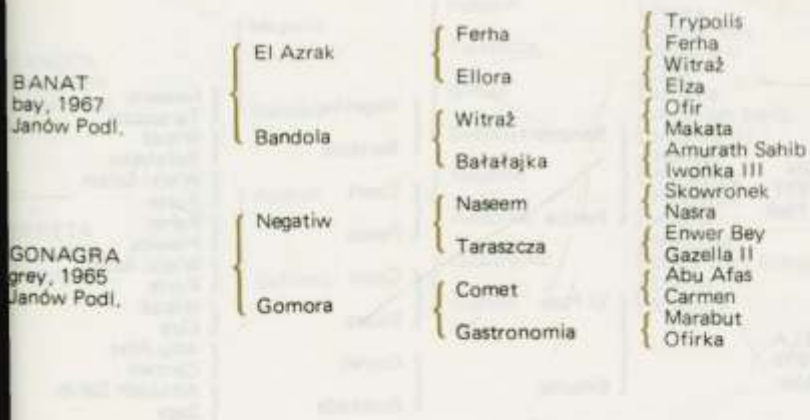 BANAT
bay, 1967
Janów Podl.
GONAGRA
grey, 1965
Janów Podl.
El Azrak
Bandola
Negatiw
Gomora
Ferha
Ellora
Witraż
Bałałajka
Naseem
Taraszcza
Comet
Gastronomia
Trypolis
Ferha
Witraż
Elza
Ofir
Makata
Amurath Sahib
Iwonka III
Skowronek
Nasra
Enwer Bey
Gazella II
Abu Afas
Carmen
Marabut
Ofirka